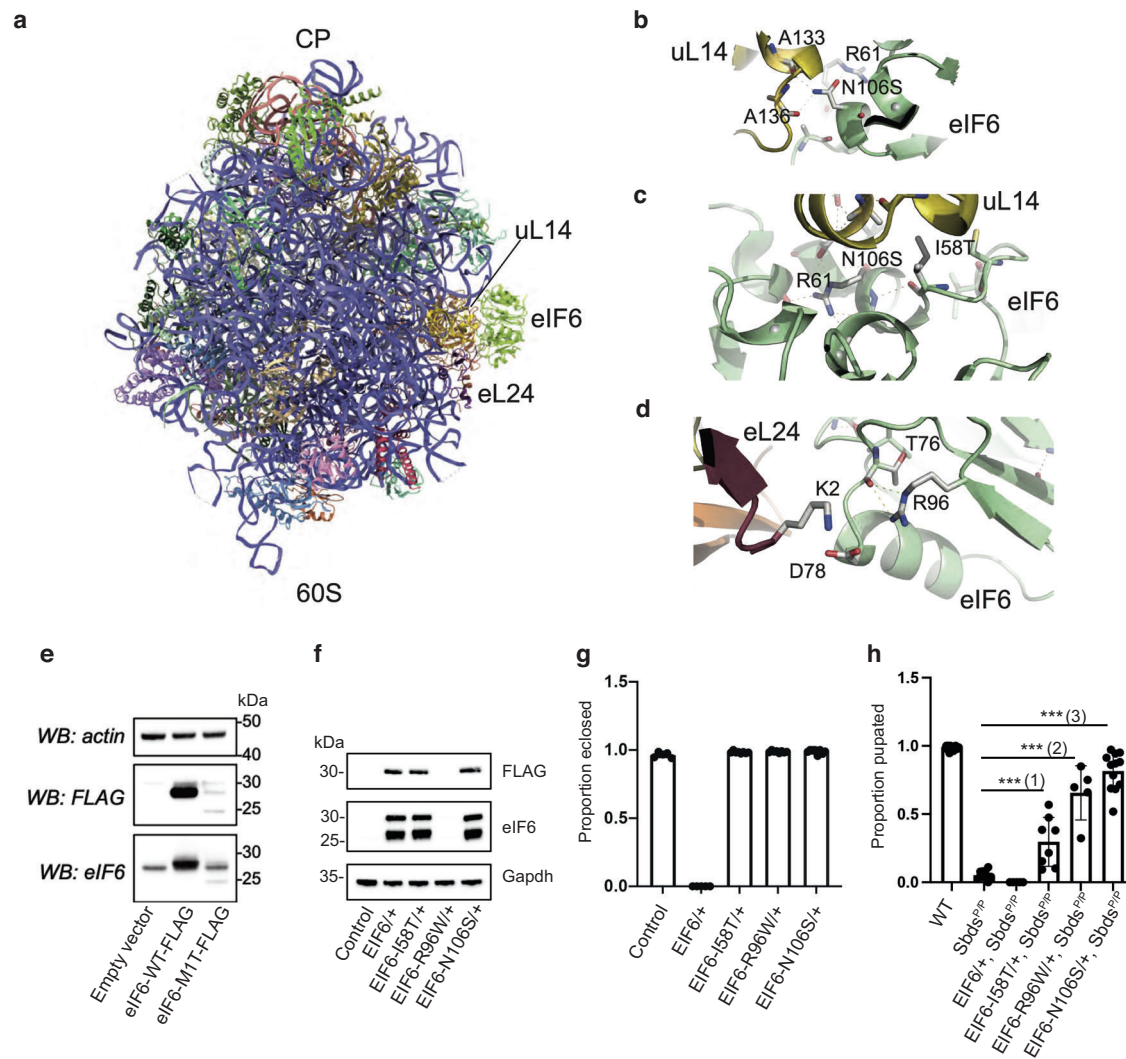 a
CP
uL14
eIF6
eL24
60S
b
uL14
A133
R61
N106S
A136
eIF6
c
uL14
N106S
I58T
R61
eIF6
d
eL24
T76
K2
R96
D78
eIF6
e
kDa
WB: actin
50
40
WB: FLAG
30
25
WB: eIF6
30
25
Empty vector
eIF6-WT-FLAG
eIF6-M1T-FLAG
f
kDa
30-
FLAG
30-
25-
eIF6
35-
Gapdh
Control
EIF6/+
EIF6-I58T/+
EIF6-R96W/+
EIF6-N106S/+
g
Proportion eclosed
1.5
1.0
0.5
0.0
Control
EIF6/+
EIF6-I58T/+
EIF6-R96W/+
EIF6-N106S/+
h
Proportion pupated
1.5
1.0
0.5
0.0
*** (3)
*** (2)
*** (1)
WT
Sbds^P/P
EIF6/+, Sbds^P/P
EIF6-I58T/+, Sbds^P/P
EIF6-R96W/+, Sbds^P/P
EIF6-N106S/+, Sbds^P/P